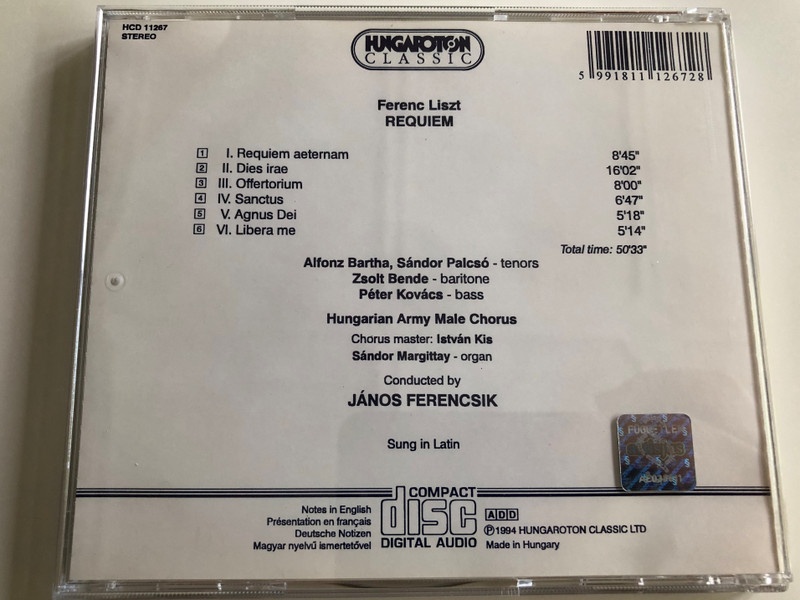 HCD 11267
STEREO
HUNGAROTON
CLASSIC
5 991811 126728
Ferenc Liszt
REQUIEM
1 I. Requiem aeternam 8'45"
2 II. Dies irae 16'02"
3 III. Offertorium 8'00"
4 IV. Sanctus 6'47"
5 V. Agnus Dei 5'18"
6 VI. Libera me 5'14"
Total time: 50'33"
Alfonz Bartha, Sándor Palcsó - tenors
Zsolt Bende - baritone
Péter Kovács - bass
Hungarian Army Male Chorus
Chorus master: István Kis
Sándor Margittay - organ
Conducted by
JÁNOS FERENCSIK
Sung in Latin
Notes in English
Présentation en français
Deutsche Notizen
Magyar nyelvű ismertetővel
COMPACT
disc
DIGITAL AUDIO
ADD
Ⓟ1994 HUNGAROTON CLASSIC LTD
Made in Hungary